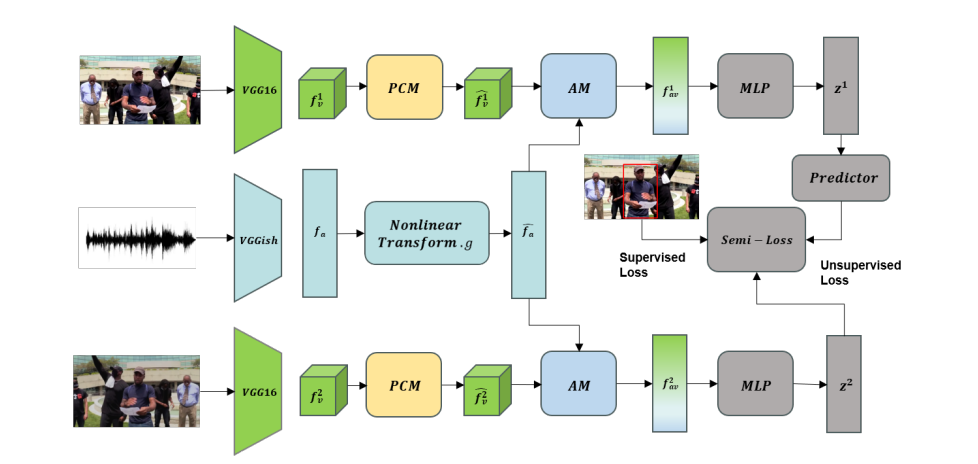 VGG16
f_v^1
PCM
\widehat{f_v^1}
AM
f_{av}^1
MLP
z^1
Predictor
VGGish
f_a
Nonlinear
Transform.g
\widehat{f_a}
Semi-Loss
Supervised
Loss
Unsupervised
Loss
VGG16
f_v^2
PCM
\widehat{f_v^2}
AM
f_{av}^2
MLP
z^2